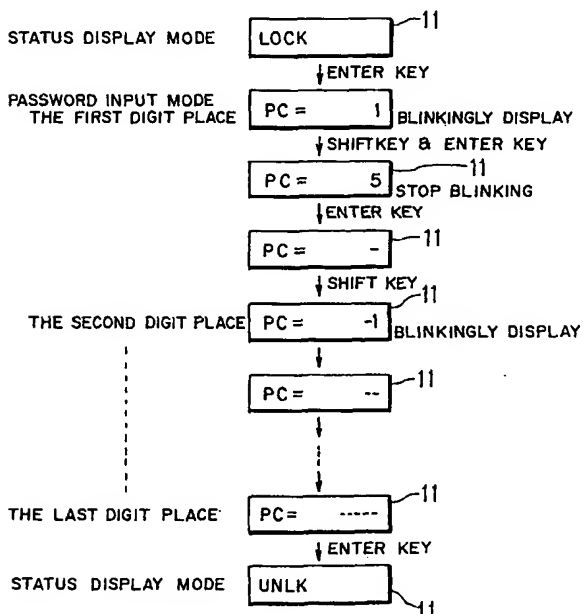 11
STATUS DISPLAY MODE LOCK
ENTER KEY
PASSWORD INPUT MODE
THE FIRST DIGIT PLACE PC= 1 BLINKINGLY DISPLAY
SHIFTKEY & ENTER KEY
11
PC= 5 STOP BLINKING
ENTER KEY
PC= - 11
SHIFT KEY
11
THE SECOND DIGIT PLACE PC= -1 BLINKINGLY DISPLAY
PC= -- 11
11
THE LAST DIGIT PLACE PC= -----
ENTER KEY
STATUS DISPLAY MODE UNLK
11